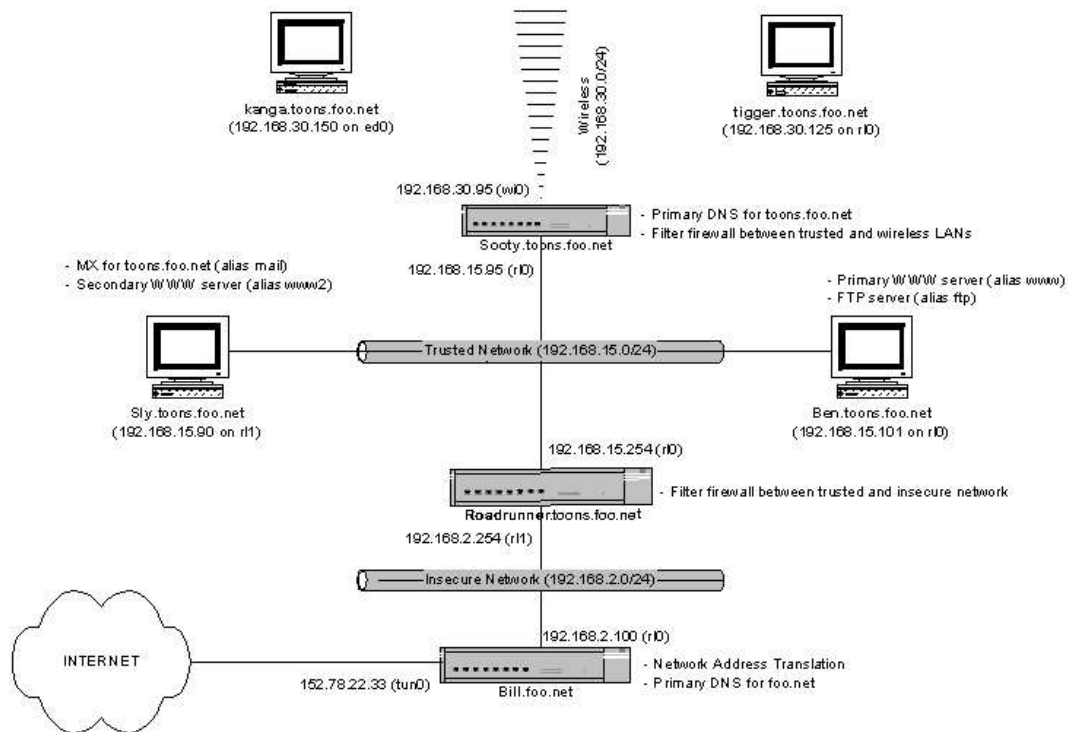 kanga.toons.foo.net
(192.168.30.150 on ed0)
Wireless
(192.168.30.0/24)
tigger.toons.foo.net
(192.168.30.125 on rl0)
192.168.30.95 (wi0)
- Primary DNS for toons.foo.net
- Filter firewall between trusted and wireless LANs
Sooty.toons.foo.net
192.168.15.95 (rl0)
- MX for toons.foo.net (alias mail)
- Secondary WWW server (alias www2)
- Primary WWW server (alias www)
- FTP server (alias ftp)
Trusted Network (192.168.15.0/24)
Sly.toons.foo.net
(192.168.15.90 on rl1)
Ben.toons.foo.net
(192.168.15.101 on rl0)
192.168.15.254 (rl0)
- Filter firewall between trusted and insecure network
Roadrunner.toons.foo.net
192.168.2.254 (rl1)
Insecure Network (192.168.2.0/24)
192.168.2.100 (rl0)
INTERNET
- Network Address Translation
- Primary DNS for foo.net
152.78.22.33 (tun0)
Bill.foo.net